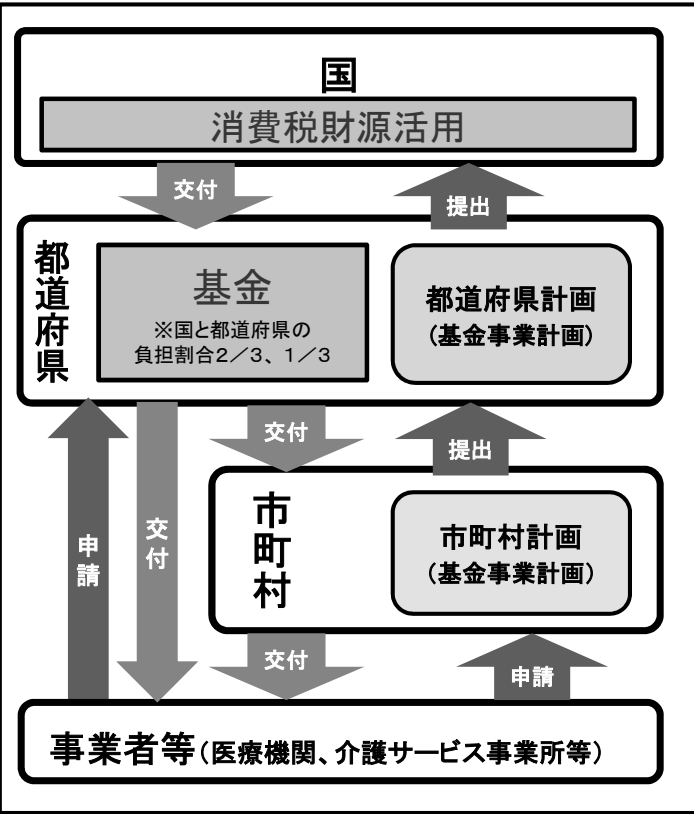 国
消費税財源活用
交付
提出
都道府県
基金
※国と都道府県の
負担割合2／3、1／3
都道府県計画
(基金事業計画)
交付
提出
申請
交付
市町村
市町村計画
(基金事業計画)
交付
申請
事業者等(医療機関、介護サービス事業所等)